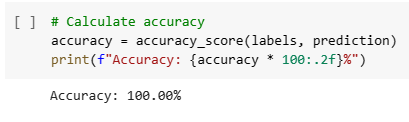 [ ] # Calculate accuracy
accuracy = accuracy_score(labels, prediction)
print(f"Accuracy: {accuracy * 100:.2f}%")
Accuracy: 100.00%